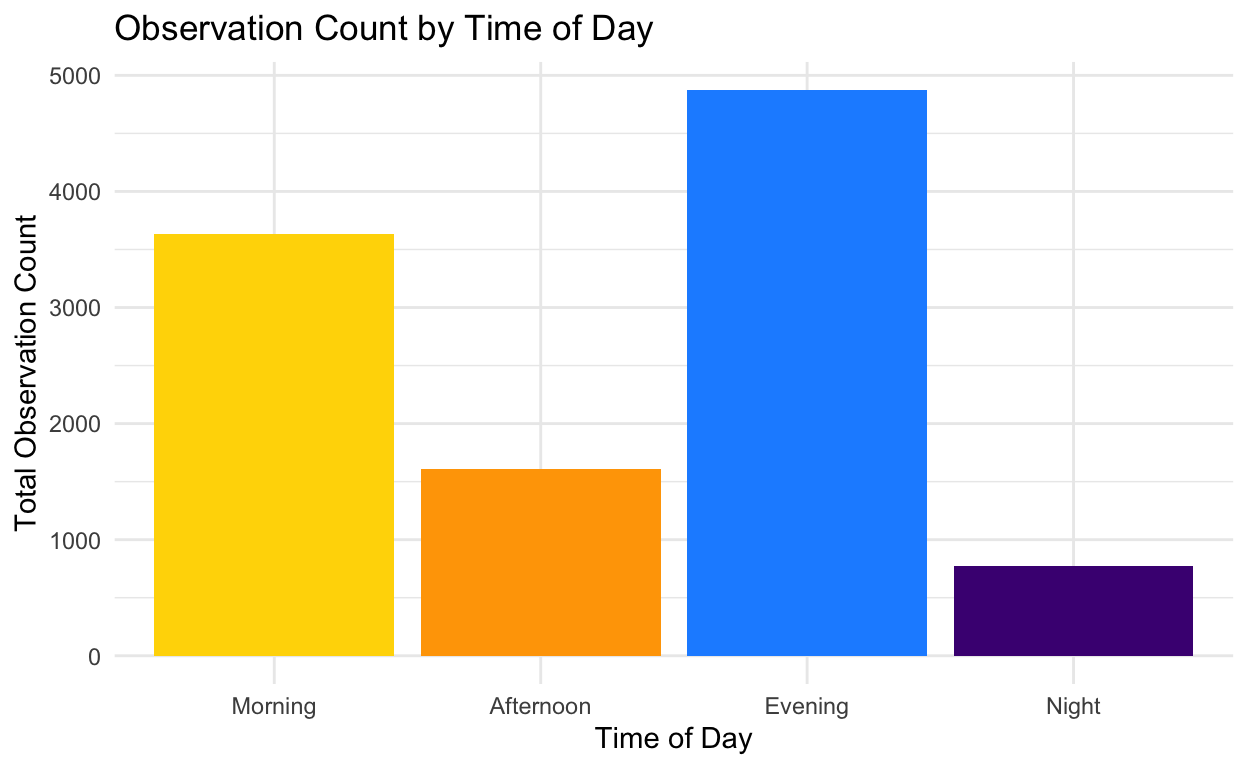 Observation Count by Time of Day
5000
4000
3000
2000
1000
0
Total Observation Count
Morning Afternoon Evening Night
Time of Day